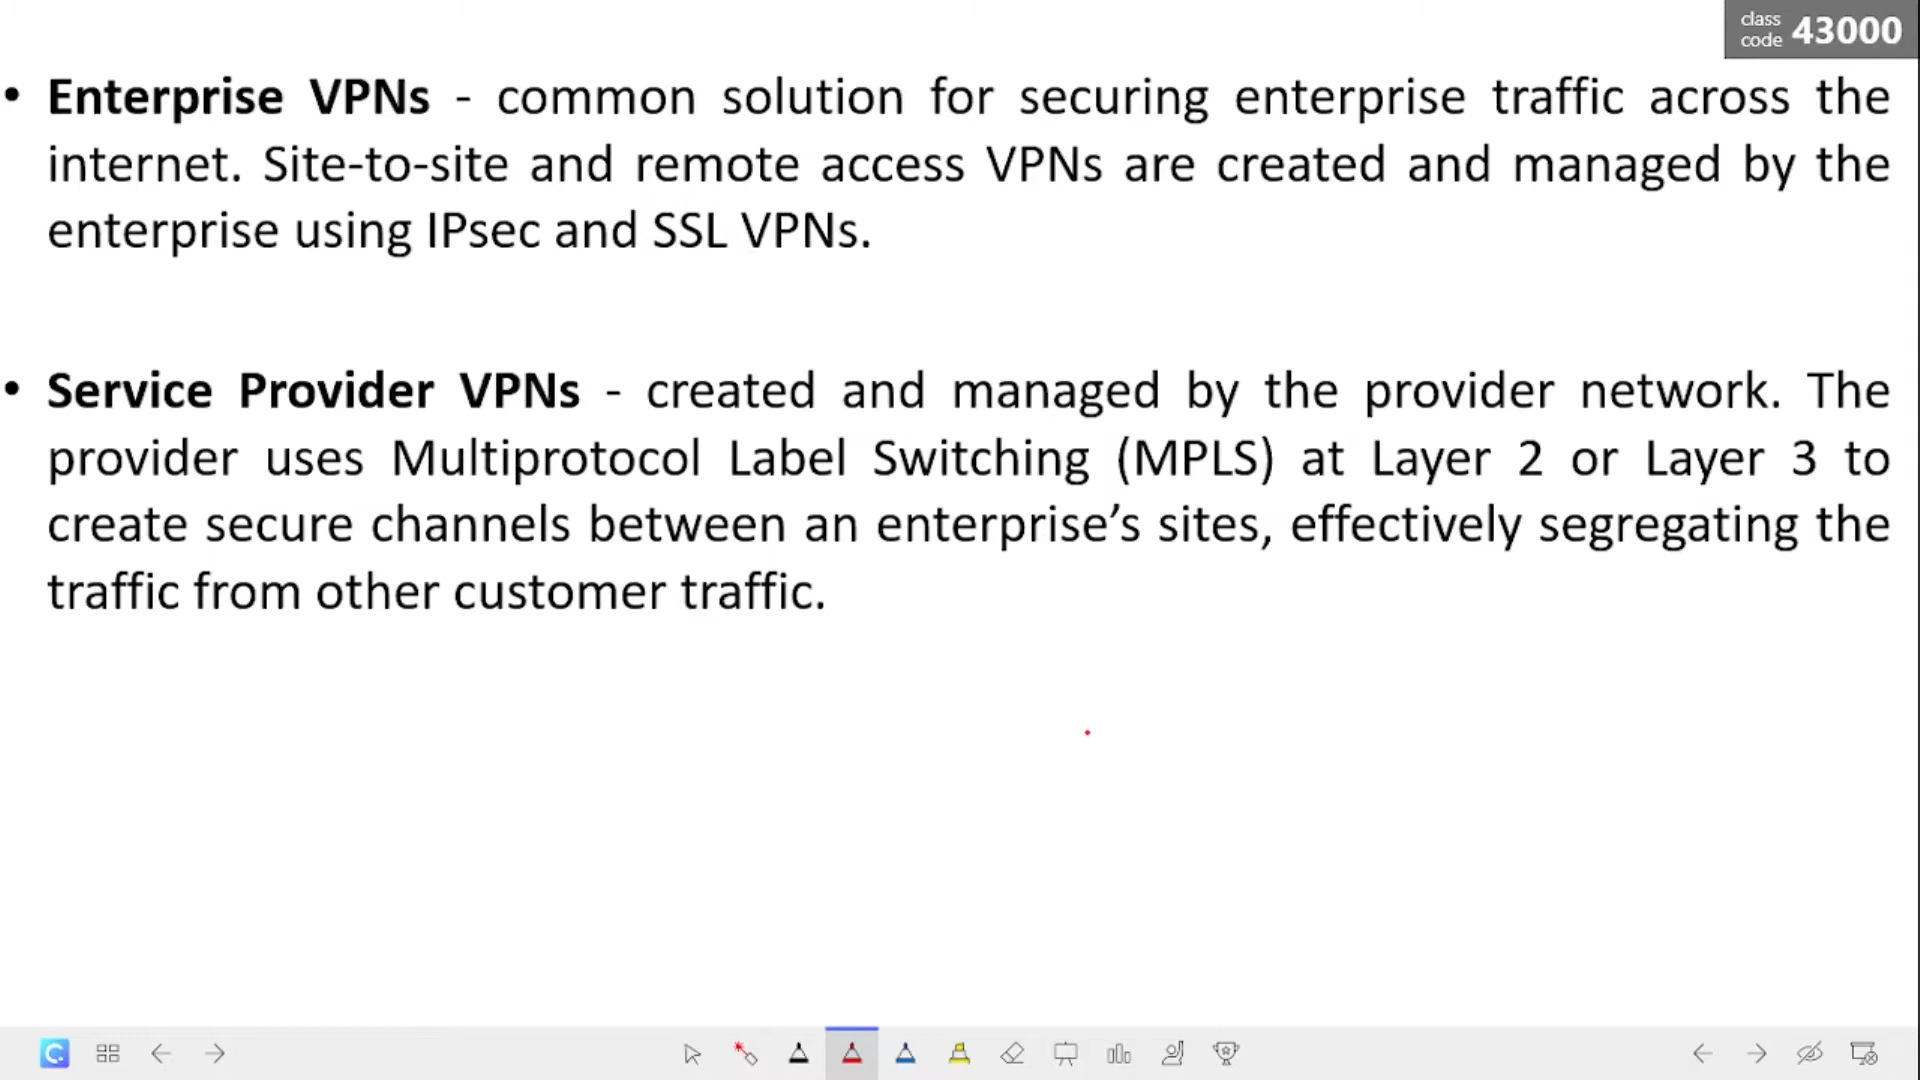 class
code 43000
• Enterprise VPNs - common solution for securing enterprise traffic across the
internet. Site-to-site and remote access VPNs are created and managed by the
enterprise using IPsec and SSL VPNs.
• Service Provider VPNs - created and managed by the provider network. The
provider uses Multiprotocol Label Switching (MPLS) at Layer 2 or Layer 3 to
create secure channels between an enterprise’s sites, effectively segregating the
traffic from other customer traffic.